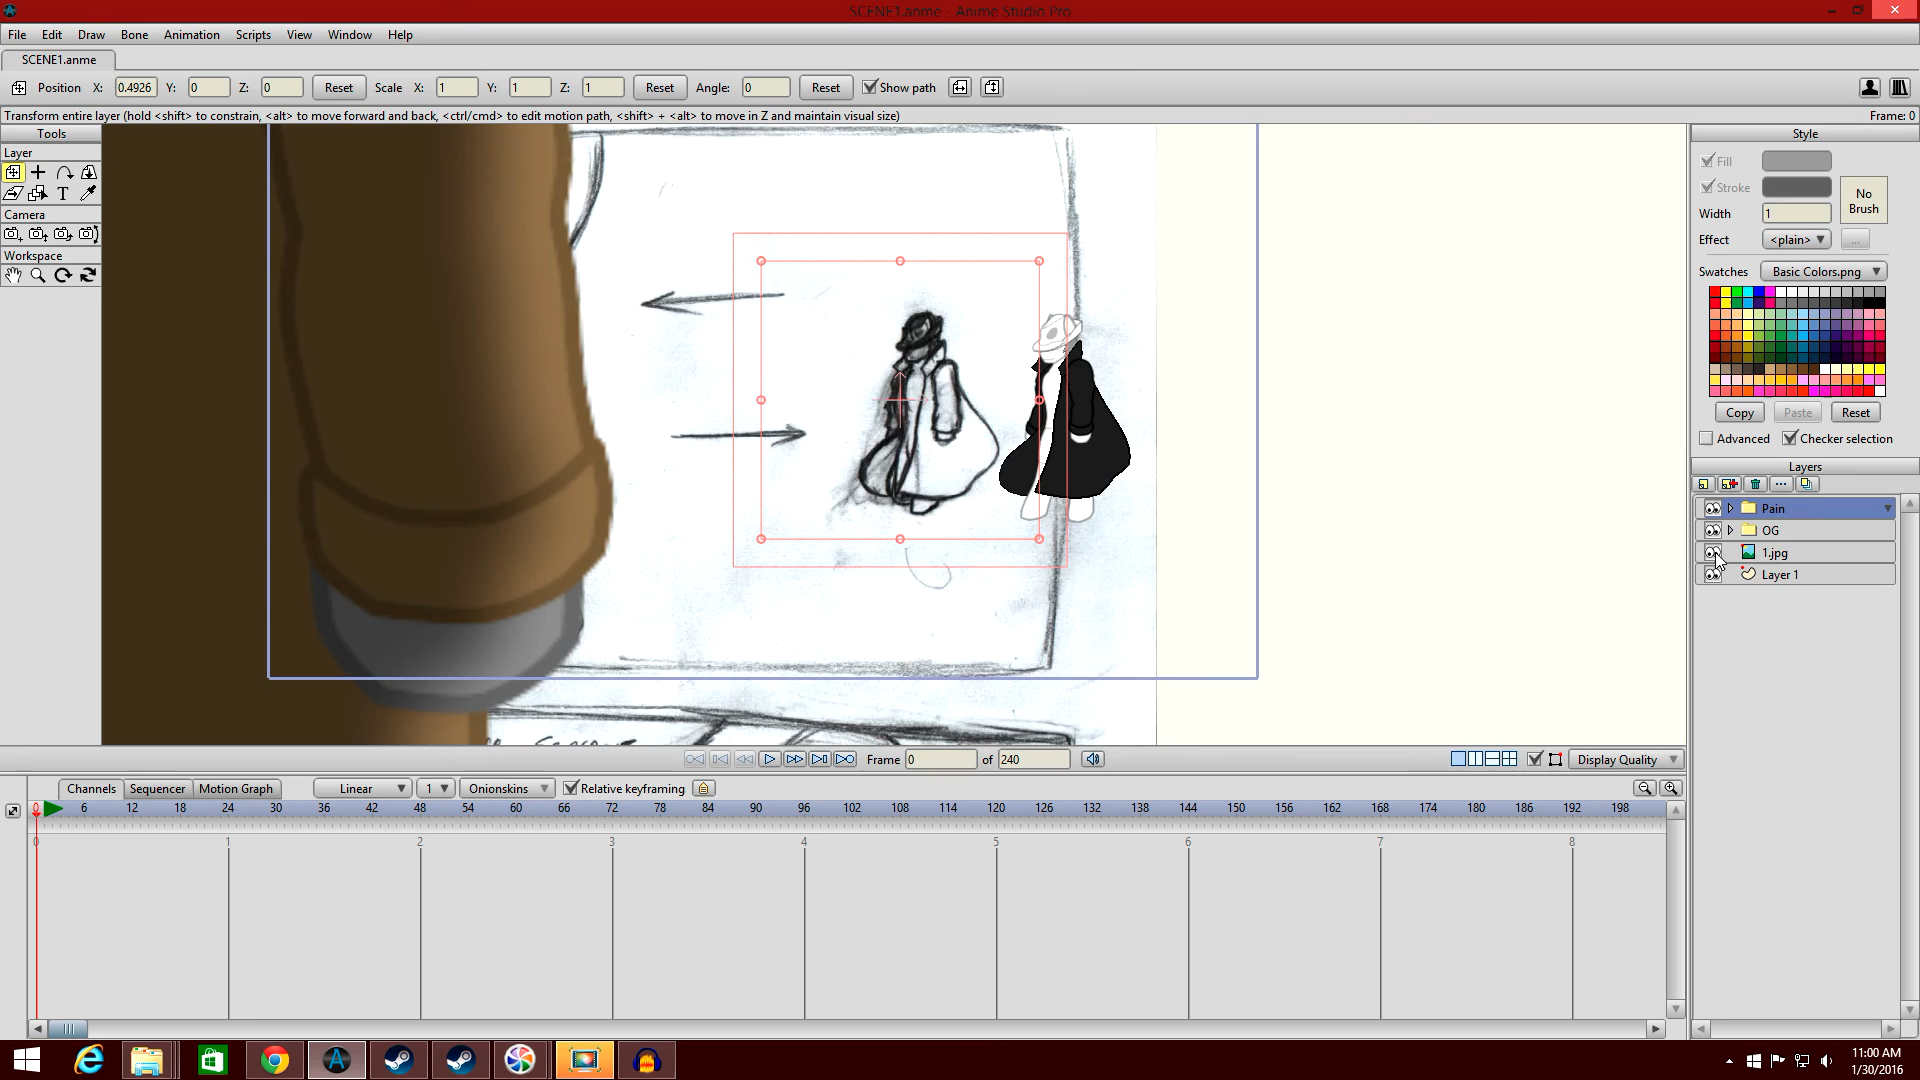 SCENE1.anme - Anime Studio Pro
File Edit Draw Bone Animation Scripts View Window Help
SCENE1.anme
Position X: 0.4926 Y: 0 Z: 0 Reset Scale X: 1 Y: 1 Z: 1 Reset Angle: 0 Reset Show path
Transform entire layer (hold <shift> to constrain, <alt> to move forward and back, <ctrl/cmd> to edit motion path, <shift> + <alt> to move in Z and maintain visual size) Frame: 0
Tools
Layer
T
Camera
Workspace
Style
Fill
Stroke
No Brush
Width 1
Effect <plain> ...
Swatches Basic Colors.png
Copy Paste Reset
Advanced Checker selection
Layers
Pain
OG
1.jpg
Layer 1
Frame 0 of 240 Display Quality
Channels Sequencer Motion Graph Linear 1 Onionskins Relative keyframing
0 6 12 18 24 30 36 42 48 54 60 66 72 78 84 90 96 102 108 114 120 126 132 138 144 150 156 162 168 174 180 186 192 198
0 1 2 3 4 5 6 7 8
11:00 AM
1/30/2016